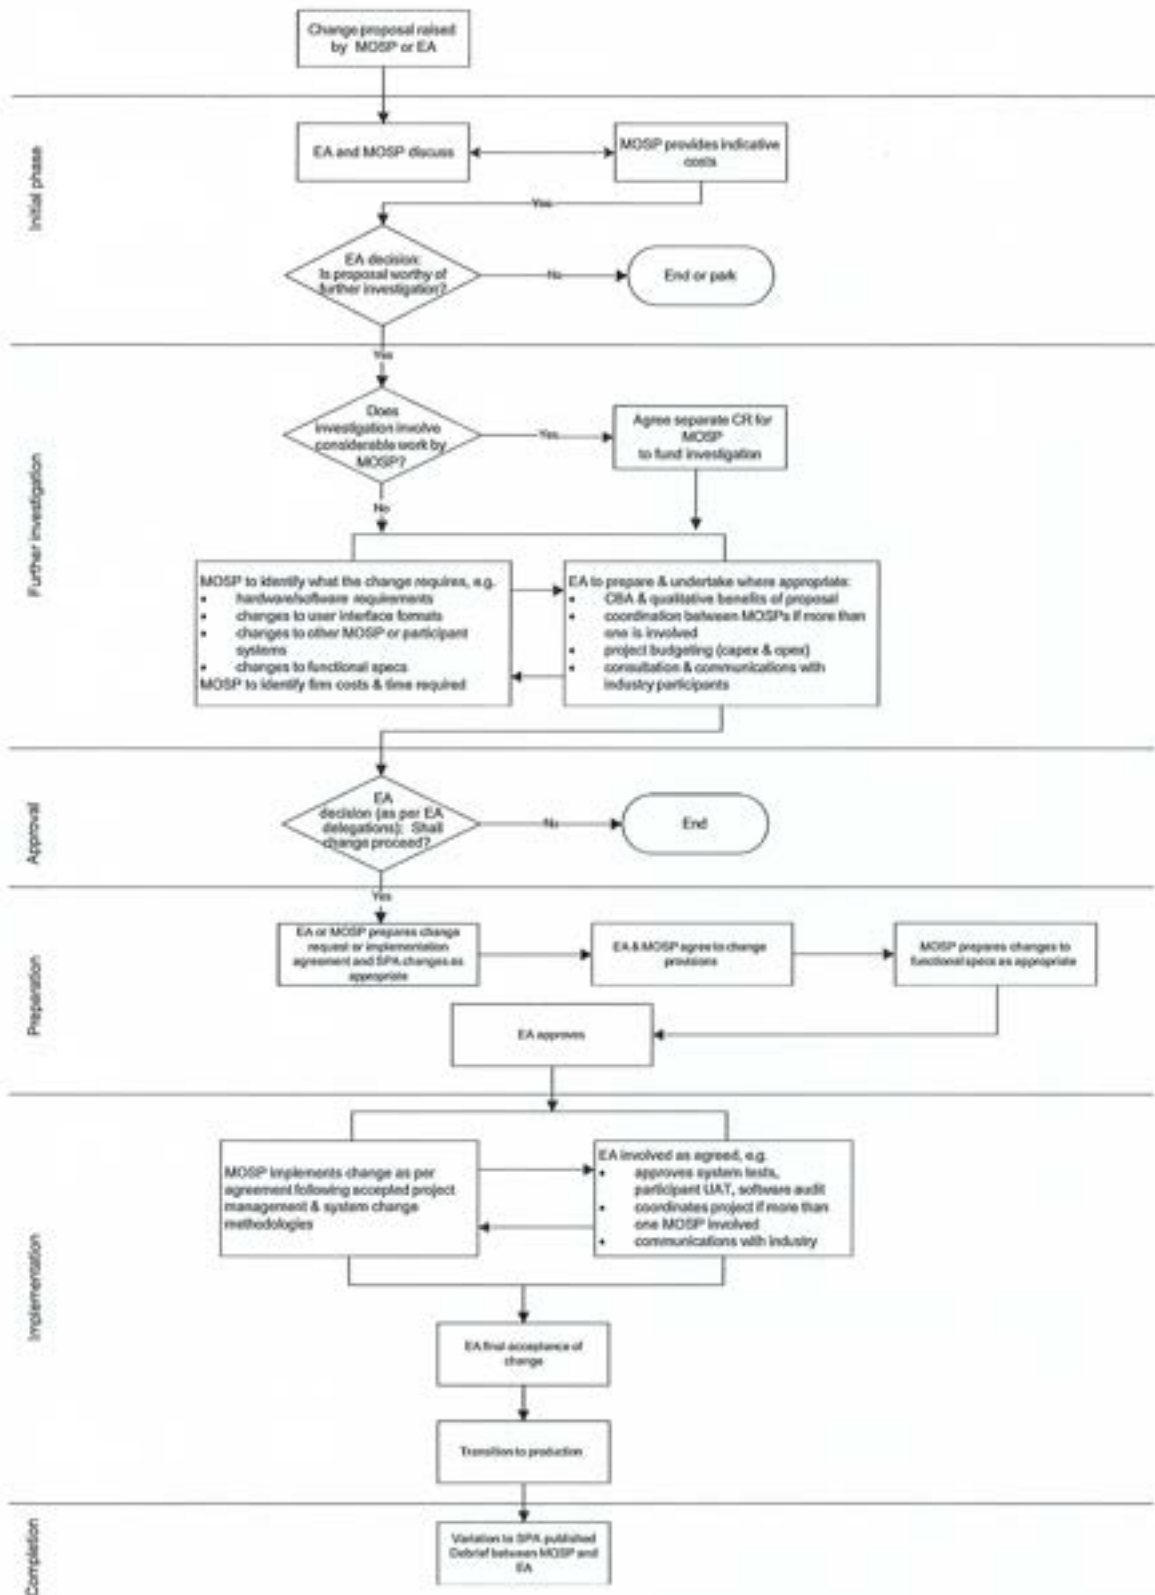 Change proposal raised
by MOSP or EA
Initial phase
EA and MOSP discuss
MOSP provides indicative
costs
Yes
EA decision:
Is proposal worthy of
further investigation?
No
End or park
Further investigation
Yes
Does
investigation involve
considerable work by
MOSP?
Yes
Agree separate CR for
MOSP
to fund investigation
No
MOSP to identify what the change requires, e.g.
• hardware/software requirements
• changes to user interface formats
• changes to other MOSP or participant
systems
• changes to functional specs
MOSP to identify firm costs & time required
EA to prepare & undertake where appropriate:
• CBA & qualitative benefits of proposal
• coordination between MOSPs if more than
one is involved
• project budgeting (capex & opex)
• consultation & communications with
industry participants
Approval
EA
decision (as per EA
delegations): Shall
change proceed?
No
End
Preparation
Yes
EA or MOSP prepares change
request or implementation
agreement and SPA changes as
appropriate
EA & MOSP agree to change
provisions
MOSP prepares changes to
functional specs as appropriate
EA approves
Implementation
MOSP implements change as per
agreement following accepted project
management & system change
methodologies
EA involved as agreed, e.g.
• approves system tests,
participant UAT, software audit
• coordinates project if more than
one MOSP involved
• communications with industry
EA final acceptance of
change
Transition to production
Completion
Variation to SPA published
Debrief between MOSP and
EA